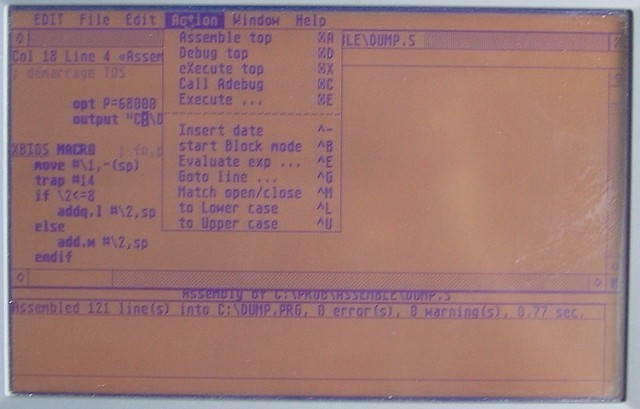 EDIT File Edit Action Window Help
Assemble top ⌧A
Debug top ⌧D
eXecute top ⌧X
Call Adebug ⌧C
Execute ... ⌧E
Insert date ^-
start Block mode ^B
Evaluate exp ... ^E
Goto line ... ^G
Match open/close ^M
to Lower case ^L
to Upper case ^U
BLE\DUMP.S
Col 18 Line 4 «Assem
; démarrage TOS
opt P=68000
output "C:\D
XBIOS MACRO ; fn,p
move #\1,-(sp)
trap #14
if \2<=8
addq.l #\2,sp
else
add.w #\2,sp
endif
Assembly of C:\PROG\ASSEMBLE\DUMP.S
Assembled 121 line(s) into C:\DUMP.PRG, 0 error(s), 0 warning(s), 0.77 sec.